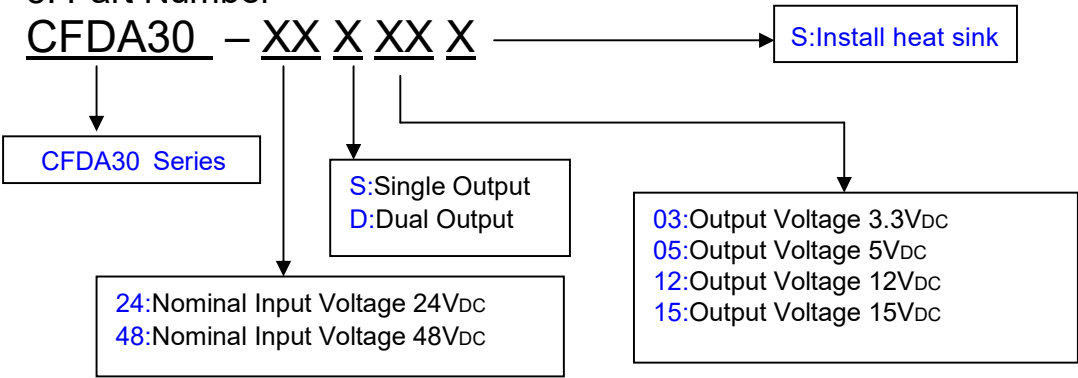 CFDA30 – XX X XX X
S:Install heat sink
CFDA30 Series
S:Single Output
D:Dual Output
03:Output Voltage 3.3VDC
05:Output Voltage 5VDC
12:Output Voltage 12VDC
15:Output Voltage 15VDC
24:Nominal Input Voltage 24VDC
48:Nominal Input Voltage 48VDC